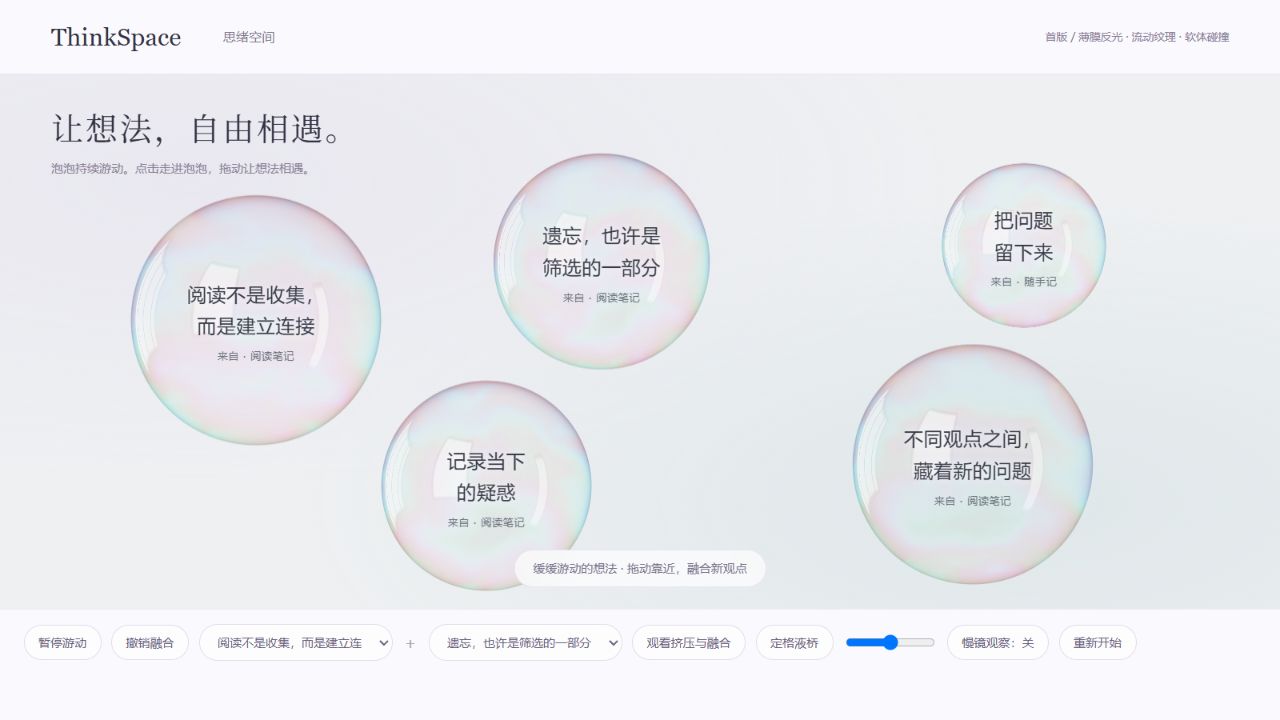 ThinkSpace
思绪空间
首版 / 薄膜反光 · 流动纹理 · 软体碰撞
让想法，自由相遇。
泡泡持续游动。点击走进泡泡，拖动让想法相遇。
阅读不是收集，
而是建立连接
来自 · 阅读笔记
遗忘，也许是
筛选的一部分
来自 · 阅读笔记
把问题
留下来
来自 · 随手记
记录当下
的疑惑
来自 · 阅读笔记
不同观点之间，
藏着新的问题
来自 · 阅读笔记
缓缓游动的想法 · 拖动靠近，融合新观点
暂停游动
撤销融合
阅读不是收集，而是建立连
+
遗忘，也许是筛选的一部分
观看挤压与融合
定格液桥
慢镜观察：关
重新开始